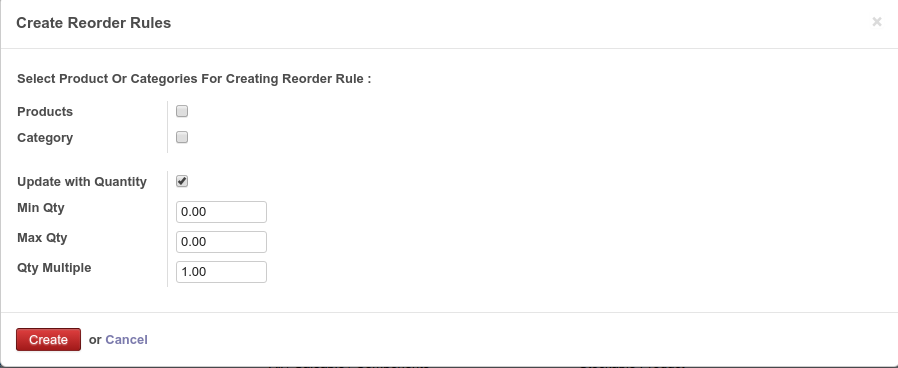 Create Reorder Rules ×
Select Product Or Categories For Creating Reorder Rule :
Products
Category
Update with Quantity
Min Qty 0.00
Max Qty 0.00
Qty Multiple 1.00
Create or Cancel